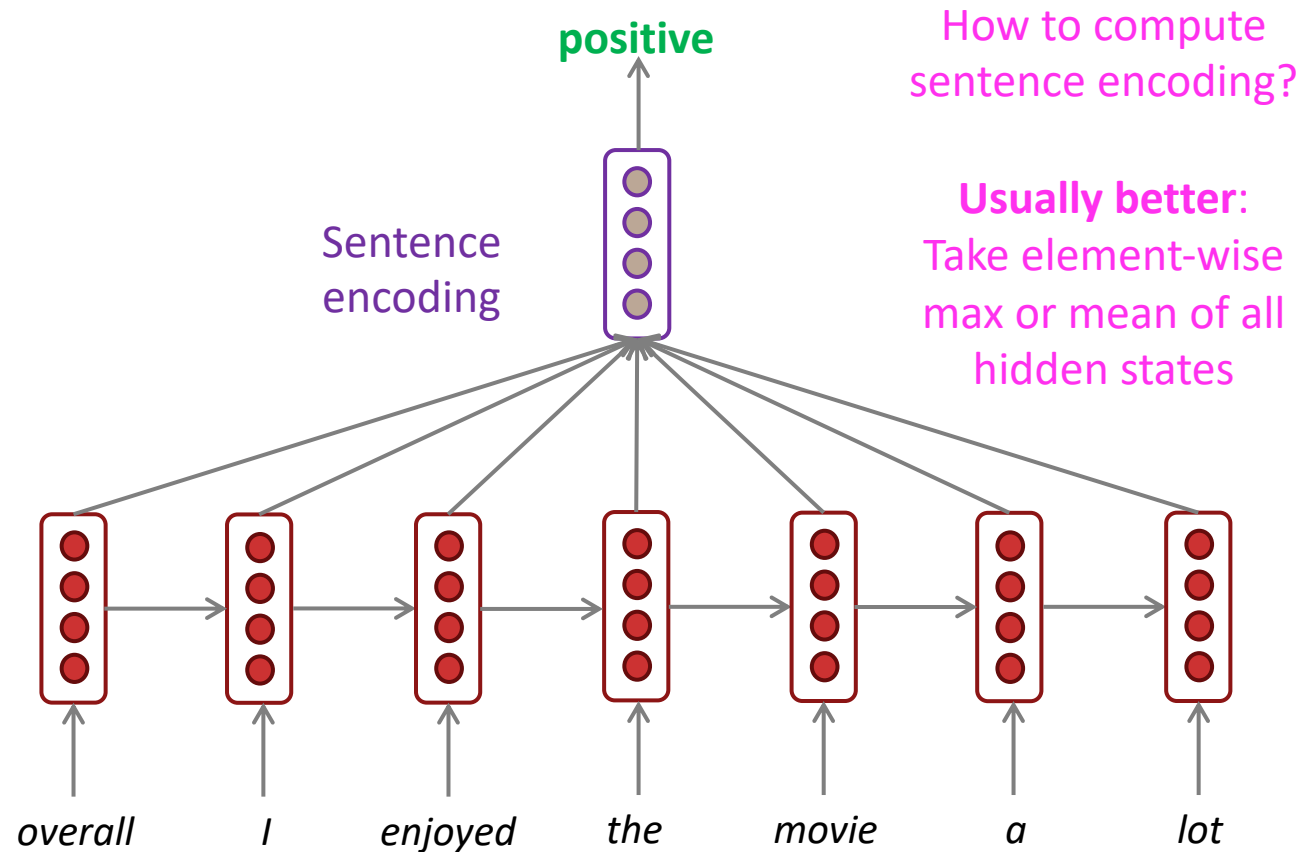 positive
How to compute
sentence encoding?
Usually better:
Take element-wise
max or mean of all
hidden states
Sentence
encoding
overall I enjoyed the movie a lot